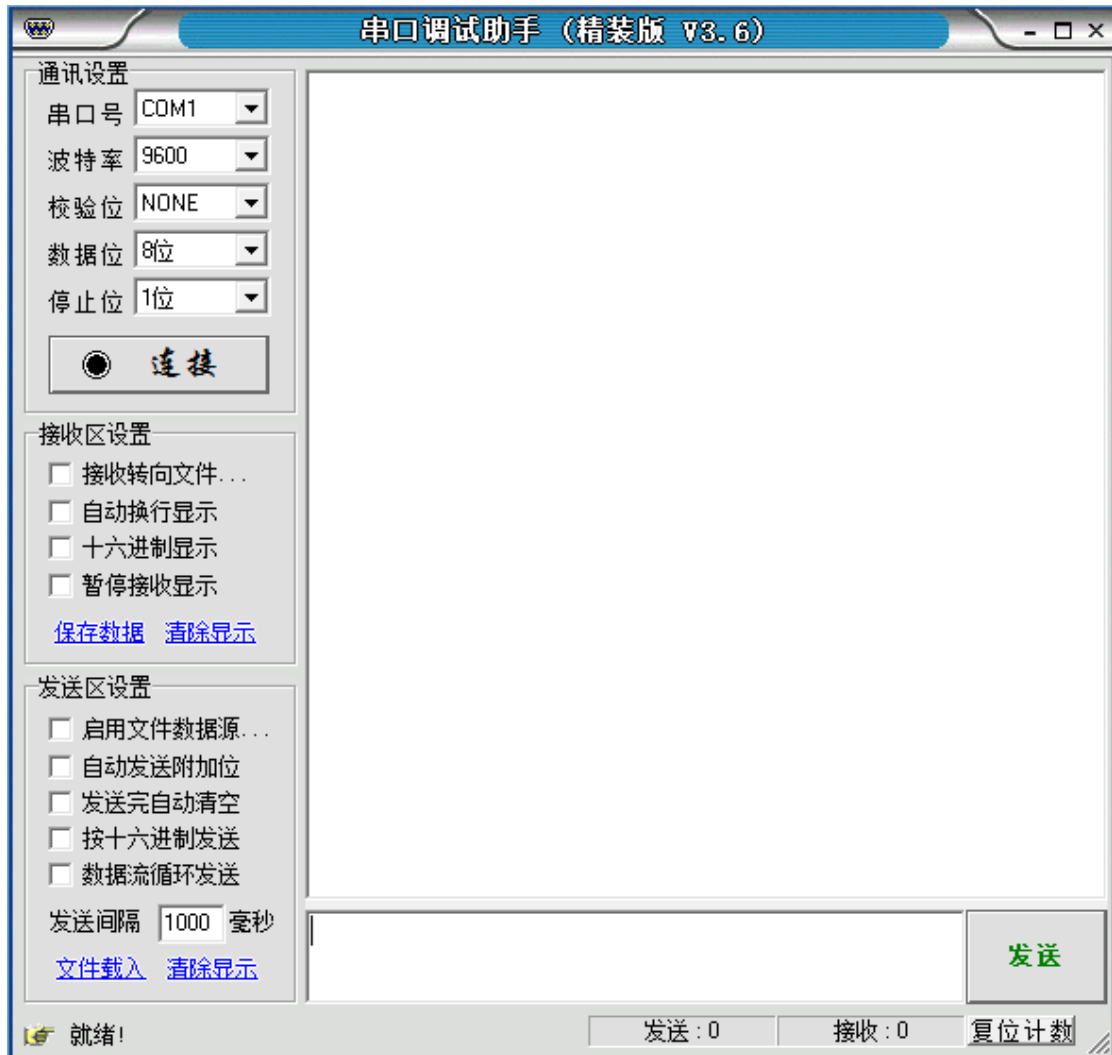 串口调试助手 (精装版 V3.6)
通讯设置
串口号 COM1
波特率 9600
校验位 NONE
数据位 8位
停止位 1位
连接
接收区设置
接收转向文件...
自动换行显示
十六进制显示
暂停接收显示
保存数据 清除显示
发送区设置
启用文件数据源...
自动发送附加位
发送完自动清空
按十六进制发送
数据流循环发送
发送间隔 1000 毫秒
文件载入 清除显示
发送
就绪! 发送:0 接收:0 复位计数